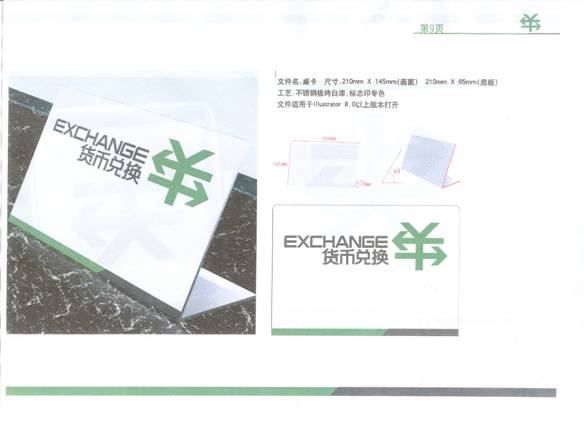 第9页
文件名:桌卡 尺寸:210mm X 145mm(画面) 210mm X 65mm(底板)
工艺:不锈钢板烤白漆,标志印专色
文件适用于Illustrator 8.0以上版本打开
EXCHANGE
货币兑换
210mm
145mm
60
EXCHANGE
货币兑换